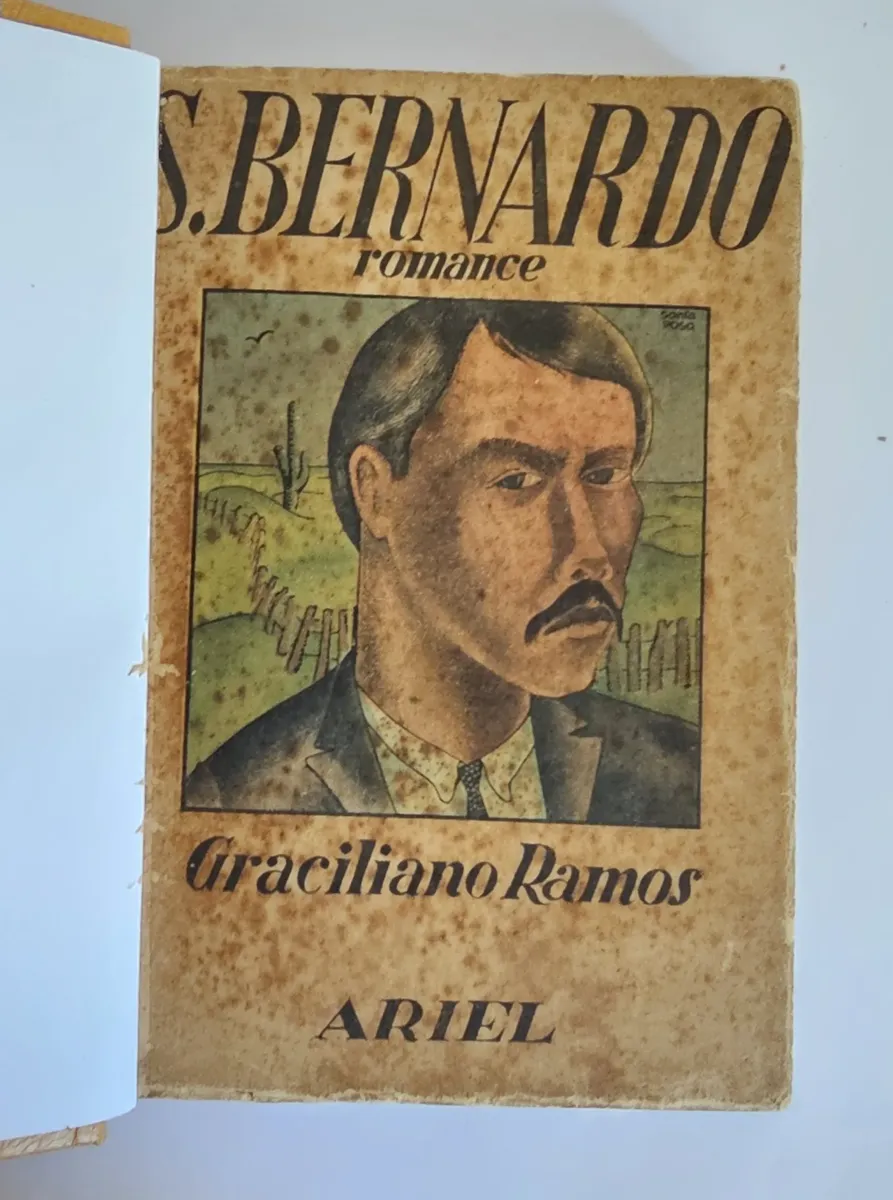 S.BERNARDO
romance
santa
rosa
Graciliano Ramos
ARIEL